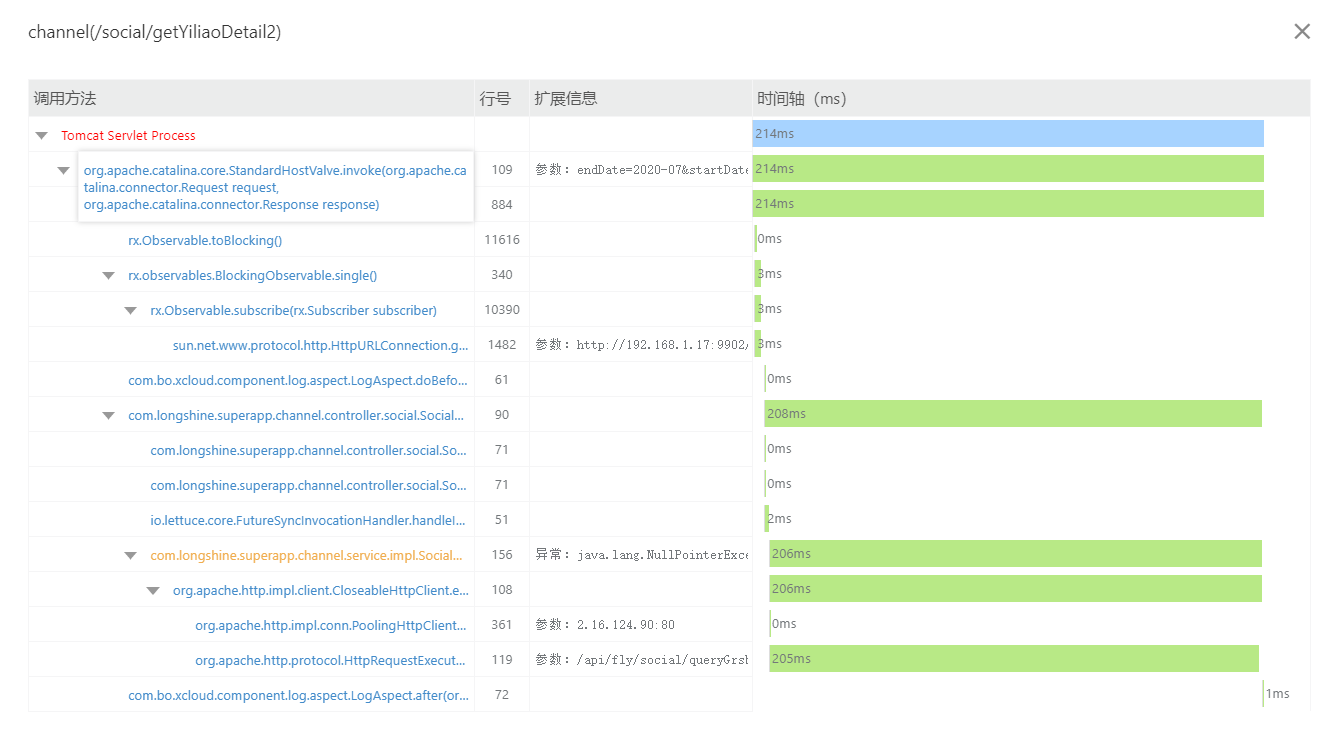 channel(/social/getYiliaoDetail2)
调用方法 行号 扩展信息 时间轴（ms）
Tomcat Servlet Process 214ms
org.apache.catalina.core.StandardHostValve.invoke(org.apache.ca
talina.connector.Request request,
org.apache.catalina.connector.Response response)
109 参数: endDate=2020-07&startDate 214ms
884 214ms
rx.Observable.toBlocking() 11616 0ms
rx.observables.BlockingObservable.single() 340 3ms
rx.Observable.subscribe(rx.Subscriber subscriber) 10390 3ms
sun.net.www.protocol.http.HttpURLConnection.g... 1482 参数: http://192.168.1.17:9902/ 3ms
com.bo.xcloud.component.log.aspect.LogAspect.doBefo... 61 0ms
com.longshine.superapp.channel.controller.social.Social... 90 208ms
com.longshine.superapp.channel.controller.social.So... 71 0ms
com.longshine.superapp.channel.controller.social.So... 71 0ms
io.lettuce.core.FutureSyncInvocationHandler.handleI... 51 2ms
com.longshine.superapp.channel.service.impl.Social... 156 异常: java.lang.NullPointerExce 206ms
org.apache.http.impl.client.CloseableHttpClient.e... 108 206ms
org.apache.http.impl.conn.PoolingHttpClient... 361 参数: 2.16.124.90:80 0ms
org.apache.http.protocol.HttpRequestExecut... 119 参数: /api/fly/social/queryGrsb 205ms
com.bo.xcloud.component.log.aspect.LogAspect.after(or... 72 1ms